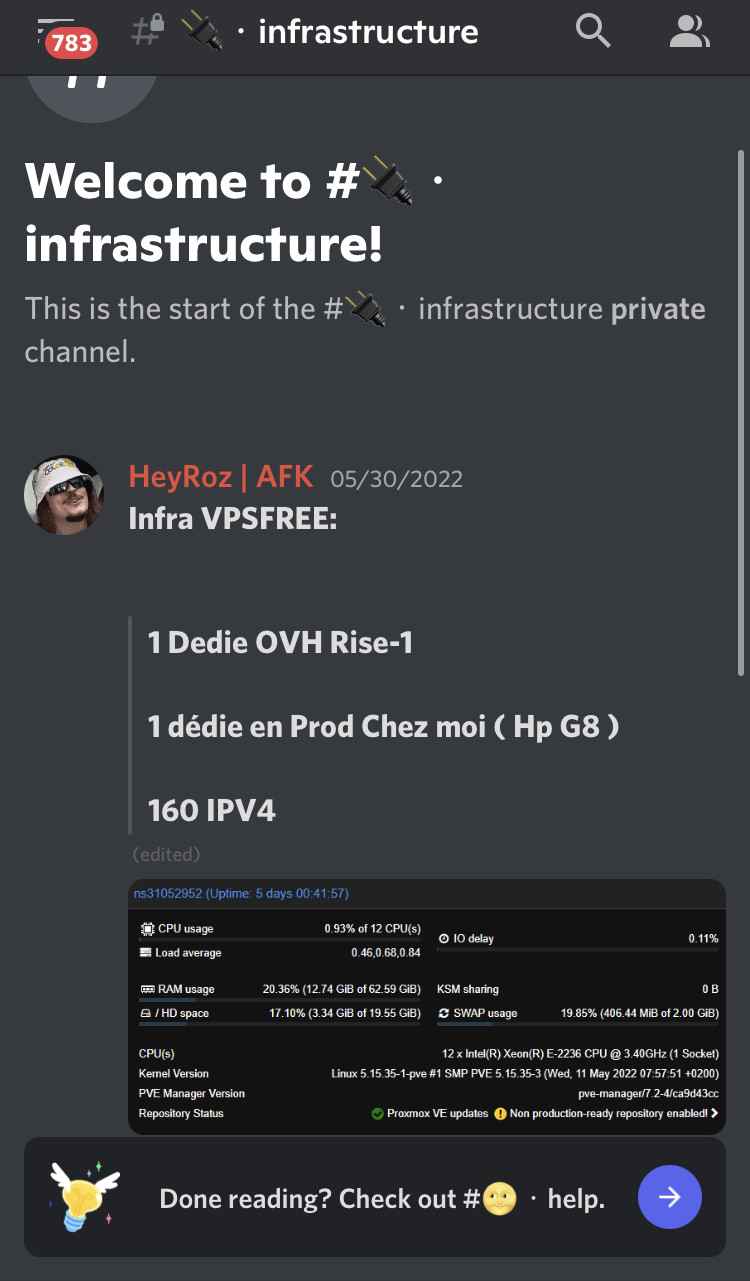 783
# 🔌 · infrastructure
Welcome to #🔌 ·
infrastructure!
This is the start of the #🔌 · infrastructure private
channel.
HeyRoz | AFK 05/30/2022
Infra VPSFREE:
1 Dedie OVH Rise-1
1 dédie en Prod Chez moi ( Hp G8 )
160 IPV4
(edited)
ns31052952 (Uptime: 5 days 00:41:57)
CPU usage 0.93% of 12 CPU(s)
IO delay 0.11%
Load average 0.46,0.68,0.84
RAM usage 20.36% (12.74 GiB of 62.59 GiB)
KSM sharing 0 B
/ HD space 17.10% (3.34 GiB of 19.55 GiB)
SWAP usage 19.85% (406.44 MiB of 2.00 GiB)
CPU(s) 12 x Intel(R) Xeon(R) E-2236 CPU @ 3.40GHz (1 Socket)
Kernel Version Linux 5.15.35-1-pve #1 SMP PVE 5.15.35-3 (Wed, 11 May 2022 07:57:51 +0200)
PVE Manager Version pve-manager/7.2-4/ca9d43cc
Repository Status Proxmox VE updates Non production-ready repository enabled!
Done reading? Check out #🌝 · help.